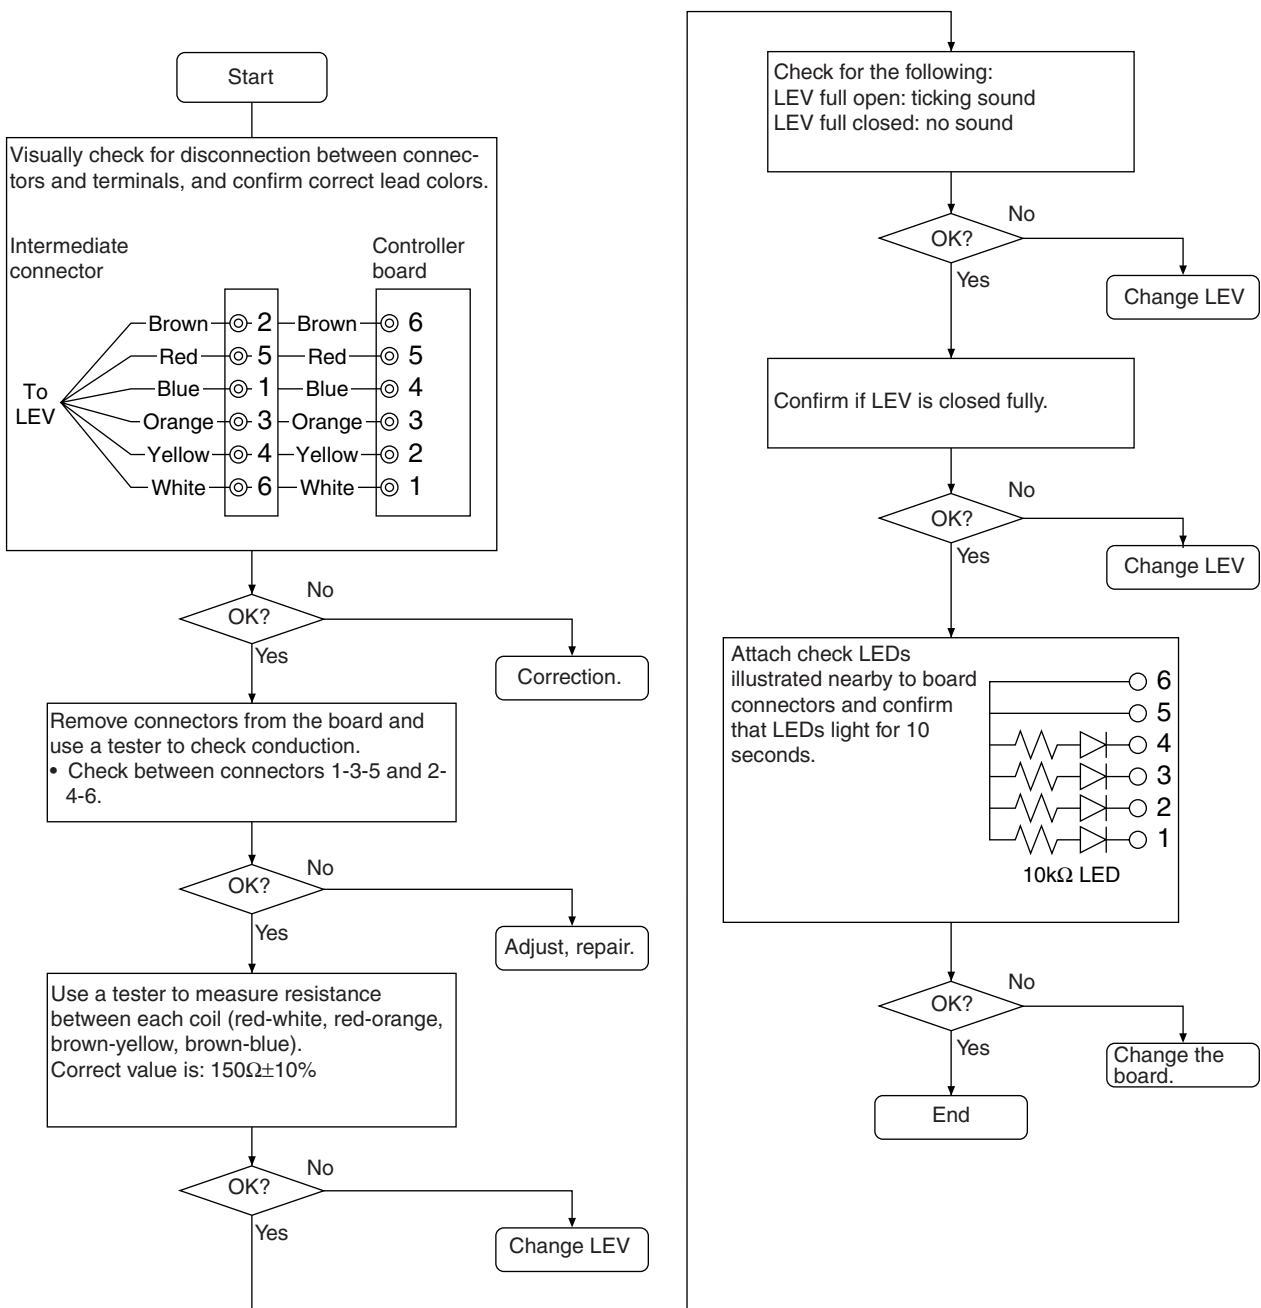 Start
Visually check for disconnection between connec-
tors and terminals, and confirm correct lead colors.
Intermediate
connector
Controller
board
To
LEV
Brown 2 Brown 6
Red 5 Red 5
Blue 1 Blue 4
Orange 3 Orange 3
Yellow 4 Yellow 2
White 6 White 1
OK?
No
Yes
Correction.
Remove connectors from the board and
use a tester to check conduction.
• Check between connectors 1-3-5 and 2-
4-6.
OK?
No
Yes
Adjust, repair.
Use a tester to measure resistance
between each coil (red-white, red-orange,
brown-yellow, brown-blue).
Correct value is: 150Ω±10%
OK?
No
Yes
Change LEV
Check for the following:
LEV full open: ticking sound
LEV full closed: no sound
OK?
No
Yes
Change LEV
Confirm if LEV is closed fully.
OK?
No
Yes
Change LEV
Attach check LEDs
illustrated nearby to board
connectors and confirm
that LEDs light for 10
seconds.
6
5
4
3
2
1
10kΩ LED
OK?
No
Yes
Change the
board.
End